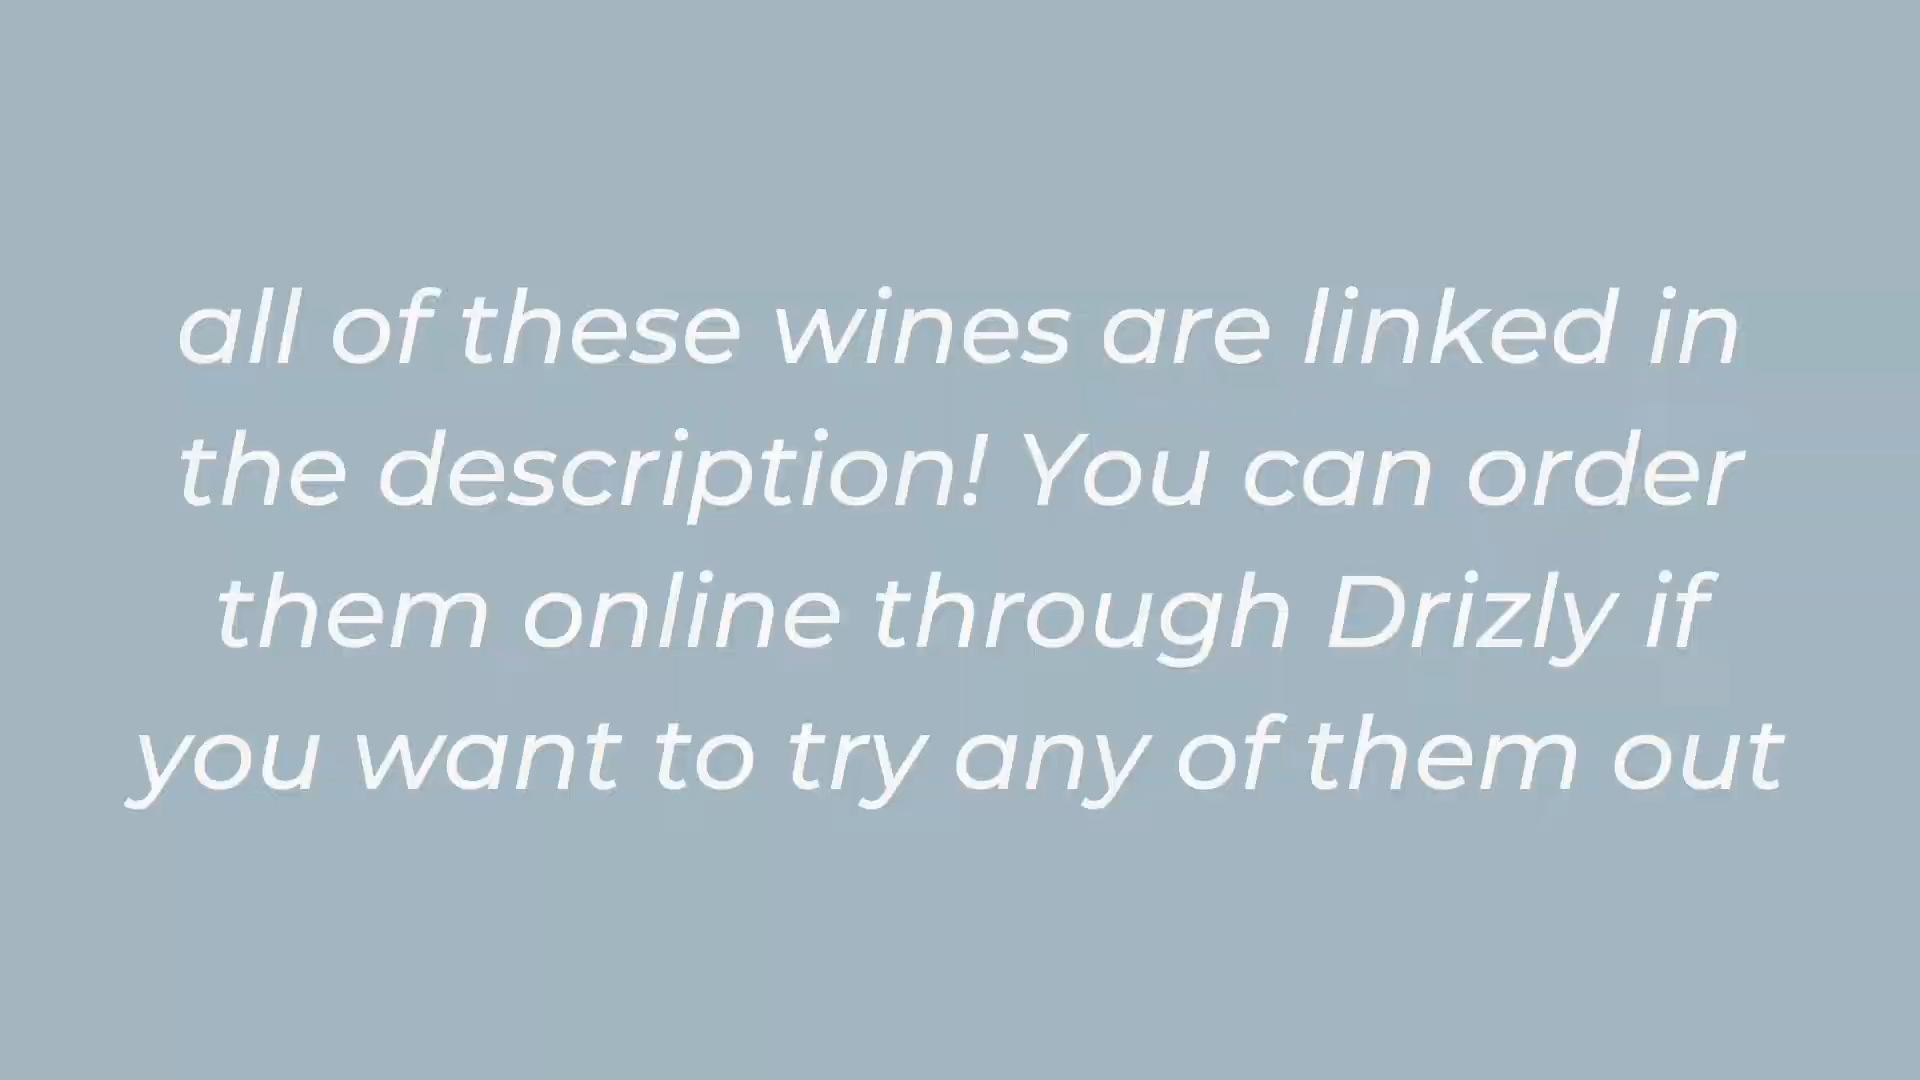 all of these wines are linked in
the description! You can order
them online through Drizly if
you want to try any of them out